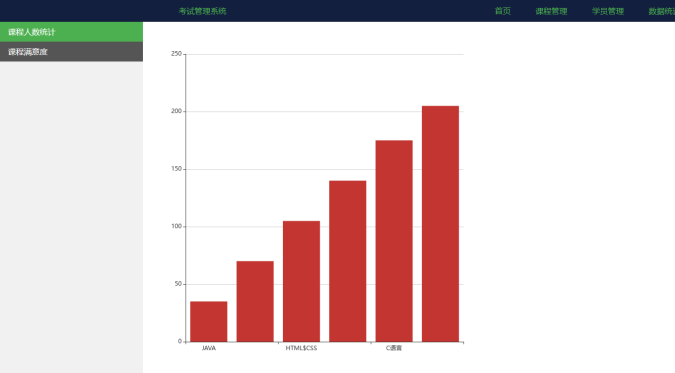 考试管理系统
首页
课程管理
学员管理
课程人数统计
课程满意度
250
200
150
100
50
0
JAVA
HTML$CSS
C语言